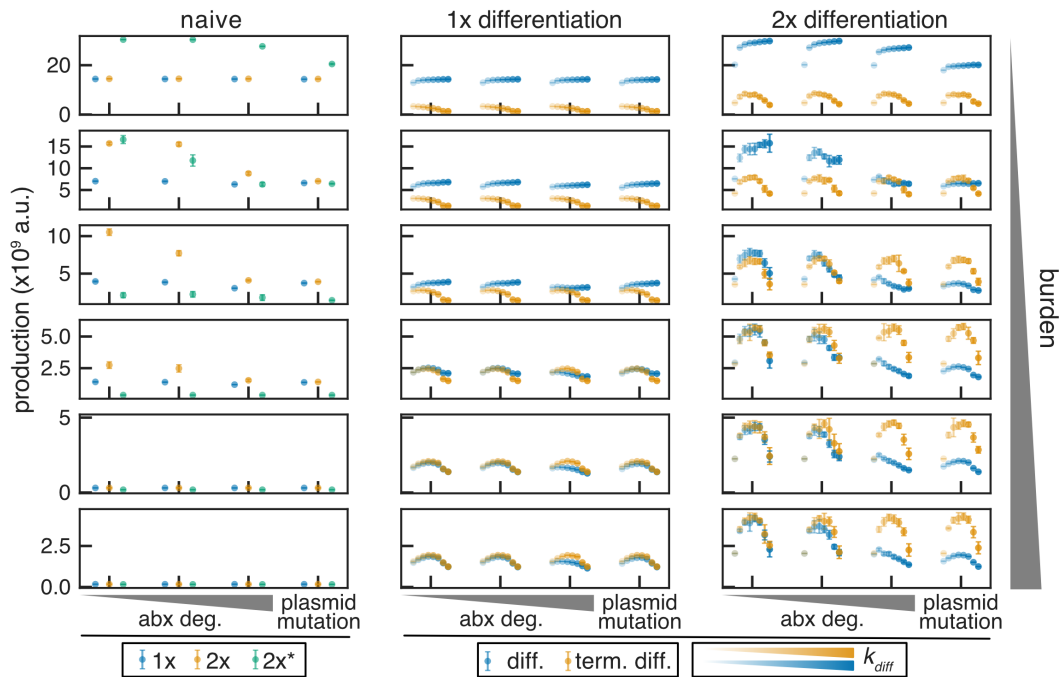 naive
1x differentiation
2x differentiation
20
0
15
10
5
10
5
5.0
2.5
5
0
2.5
0.0
production (x10⁹ a.u.)
burden
abx deg.
plasmid
mutation
abx deg.
plasmid
mutation
abx deg.
plasmid
mutation
1x
2x
2x*
diff.
term. diff.
k_diff